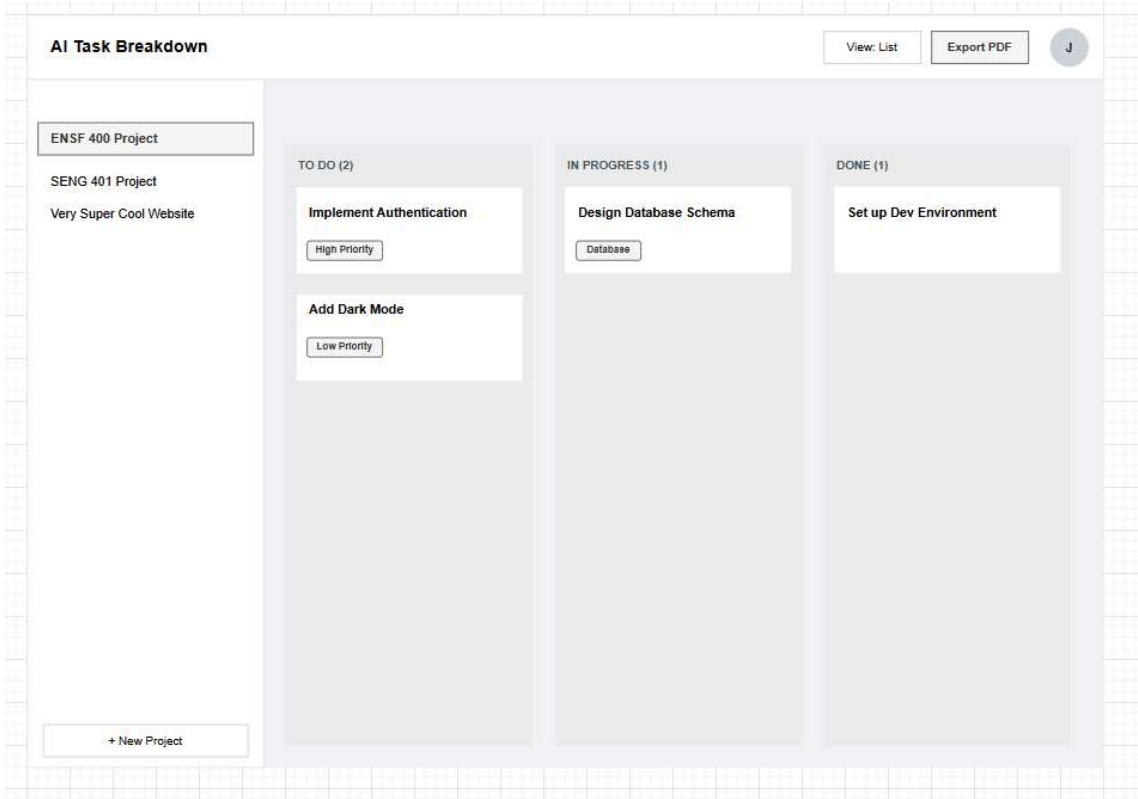 AI Task Breakdown
View: List
Export PDF
J
ENSF 400 Project
SENG 401 Project
Very Super Cool Website
+ New Project
TO DO (2)
Implement Authentication
High Priority
Add Dark Mode
Low Priority
IN PROGRESS (1)
Design Database Schema
Database
DONE (1)
Set up Dev Environment